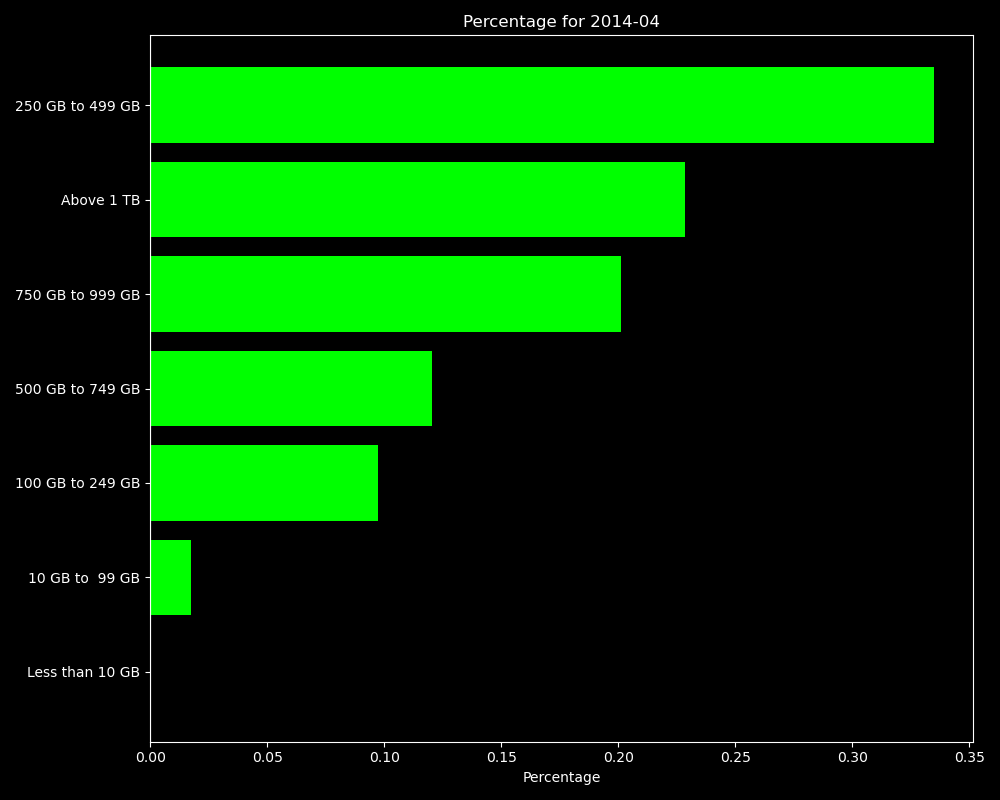 Percentage for 2014-04
250 GB to 499 GB
Above 1 TB
750 GB to 999 GB
500 GB to 749 GB
100 GB to 249 GB
10 GB to  99 GB
Less than 10 GB
0.00 0.05 0.10 0.15 0.20 0.25 0.30 0.35
Percentage